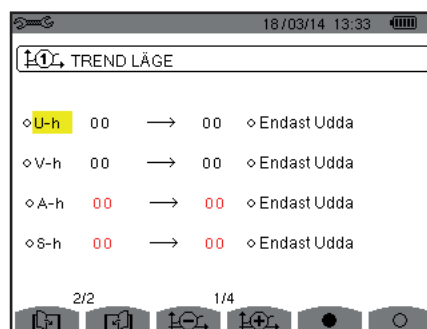 18/03/14 13:33
1 TREND LÄGE
U-h 00 → 00 Endast Udda
V-h 00 → 00 Endast Udda
A-h 00 → 00 Endast Udda
S-h 00 → 00 Endast Udda
2/2 1/4